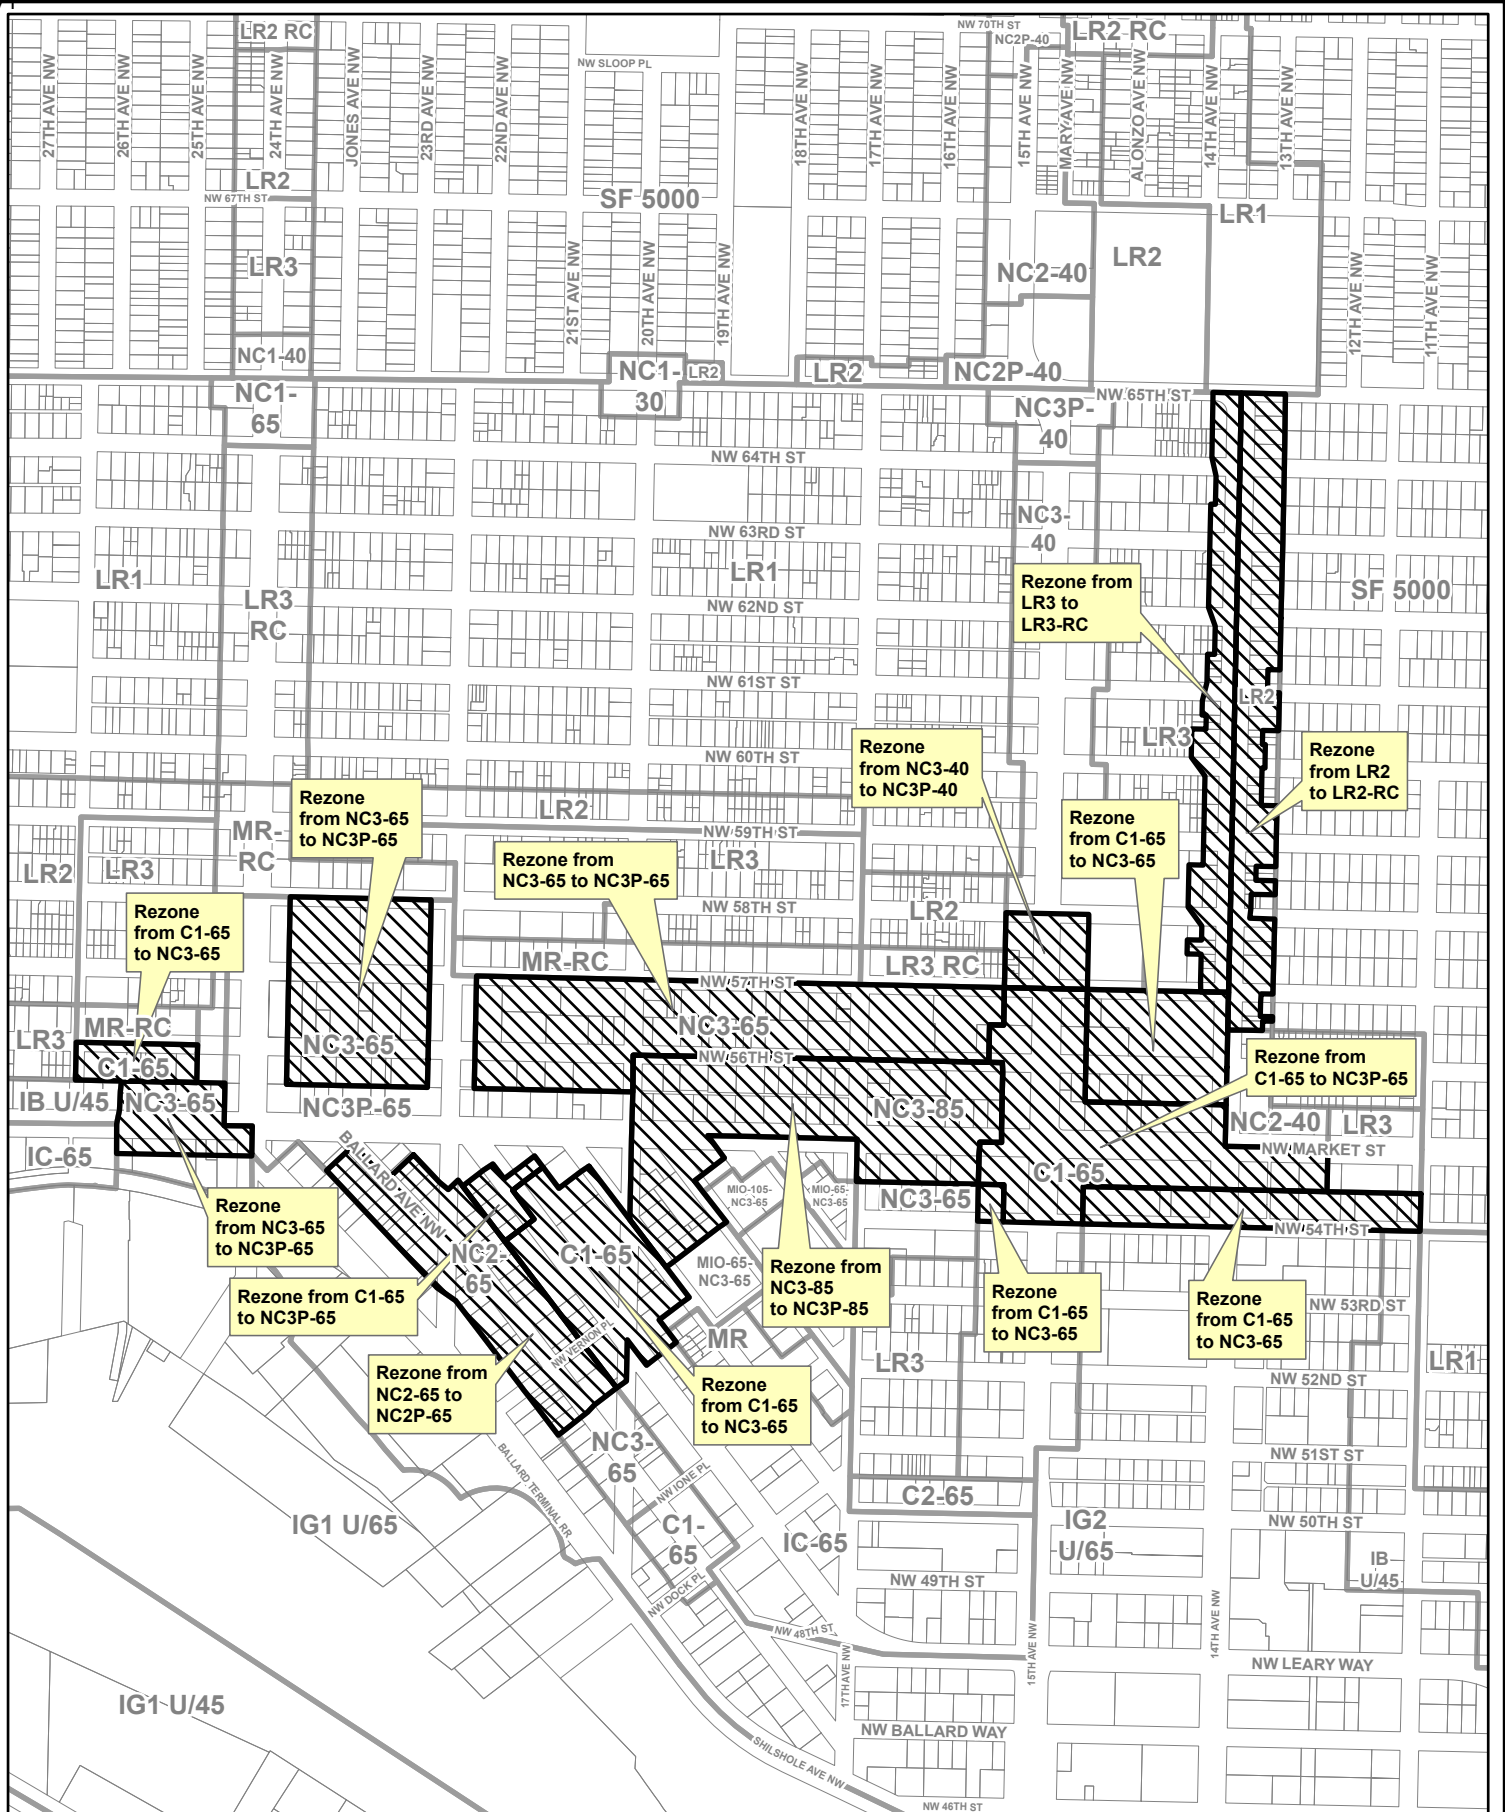 NW 70TH ST
LR2 RC
NC2P-40
LR2 RC
NW SLOOP PL
27TH AVE NW
26TH AVE NW
25TH AVE NW
24TH AVE NW
JONES AVE NW
23RD AVE NW
22ND AVE NW
18TH AVE NW
17TH AVE NW
16TH AVE NW
15TH AVE NW
MARY AVE NW
ALONZO AVE NW
14TH AVE NW
13TH AVE NW
LR2
NW 67TH ST
SF 5000
LR1
LR3
NC2-40
LR2
21ST AVE NW
20TH AVE NW
19TH AVE NW
12TH AVE NW
11TH AVE NW
NC1-40
NC1-
30
LR2
LR2
NC2P-40
NC1-
65
NW 65TH ST
NC3P-
40
NW 64TH ST
NC3-
40
NW 63RD ST
LR1
LR1
Rezone from
LR3 to
LR3-RC
SF 5000
LR3
RC
NW 62ND ST
NW 61ST ST
LR2
LR3
Rezone
from NC3-40
to NC3P-40
Rezone
from LR2
to LR2-RC
NW 60TH ST
Rezone
from NC3-65
to NC3P-65
LR2
Rezone
from C1-65
to NC3-65
MR-
RC
NW 59TH ST
LR2
LR3
Rezone from
NC3-65 to NC3P-65
LR3
NW 58TH ST
LR2
Rezone
from C1-65
to NC3-65
MR-RC
LR3 RC
NW 57TH ST
MR-RC
LR3
NC3-65
NC3-65
NW 56TH ST
C1-65
Rezone from
C1-65 to NC3P-65
IB U/45
NC3-65
NC3P-65
NC3-85
NC2-40
LR3
NW MARKET ST
IC-65
BALLARD AVE NW
C1-65
MIO-105-
NC3-65
MIO-65-
NC3-65
NC3-65
Rezone
from NC3-65
to NC3P-65
NW 54TH ST
NC2-
65
C1-65
MIO-65-
NC3-65
Rezone from
NC3-85
to NC3P-85
Rezone from C1-65
to NC3P-65
Rezone
from C1-65
to NC3-65
Rezone
from C1-65
to NC3-65
NW 53RD ST
NW VERNON PL
MR
LR3
LR1
Rezone from
NC2-65 to
NC2P-65
Rezone
from C1-65
to NC3-65
NW 52ND ST
NC3-
65
NW 51ST ST
BALLARD TERMINAL RR
NW IONE PL
C2-65
IG1 U/65
C1-
65
IC-65
IG2
U/65
NW 50TH ST
IB
U/45
NW DOCK PL
NW 49TH ST
NW 48TH ST
17TH AVE NW
15TH AVE NW
14TH AVE NW
NW LEARY WAY
IG1 U/45
NW BALLARD WAY
SHILSHOLE AVE NW
NW 46TH ST